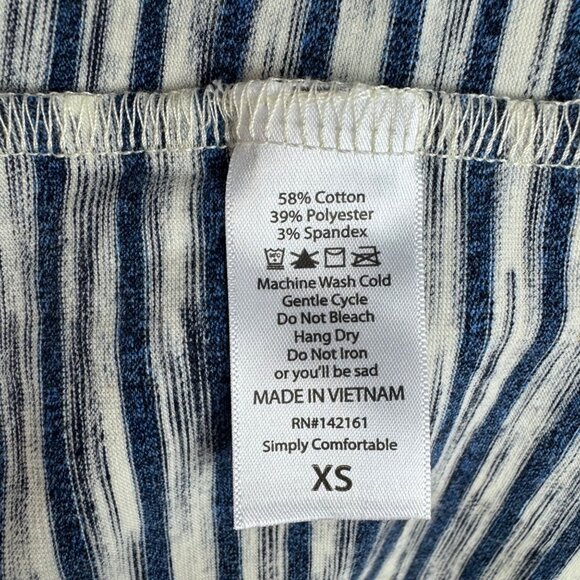 58% Cotton
39% Polyester
3% Spandex
Machine Wash Cold
Gentle Cycle
Do Not Bleach
Hang Dry
Do Not Iron
or you'll be sad
MADE IN VIETNAM
RN#142161
Simply Comfortable
XS